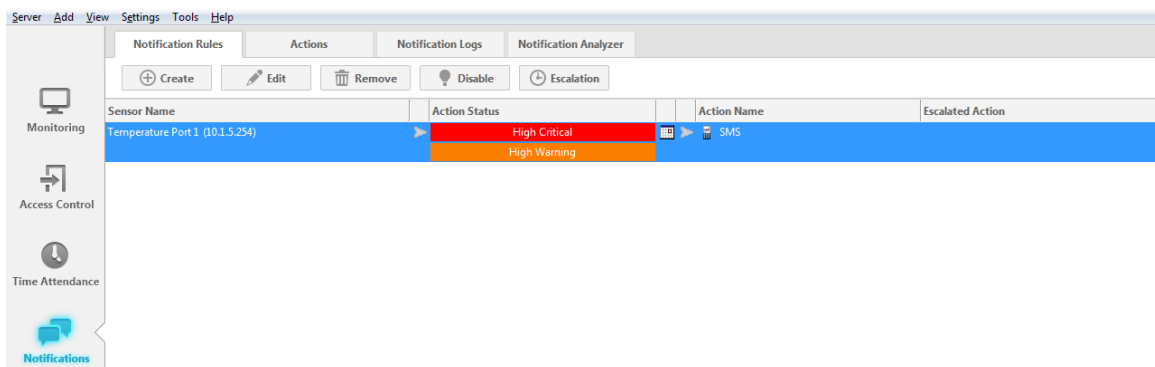 Server Add View Settings Tools Help
Notification Rules Actions Notification Logs Notification Analyzer
Create Edit Remove Disable Escalation
Sensor Name Action Status Action Name Escalated Action
Temperature Port 1 (10.1.5.254) High Critical SMS
High Warning
Monitoring
Access Control
Time Attendance
Notifications